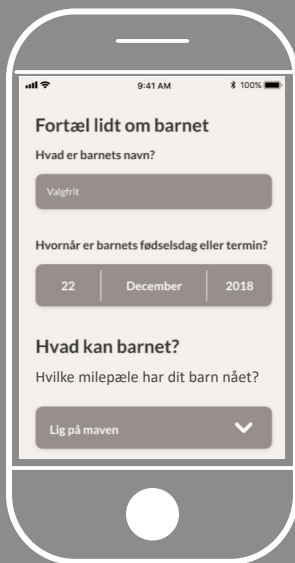 9:41 AM
100%
Fortæl lidt om barnet
Hvad er barnets navn?
Valgfrit
Hvornår er barnets fødselsdag eller termin?
22 December 2018
Hvad kan barnet?
Hvilke milepæle har dit barn nået?
Lig på maven